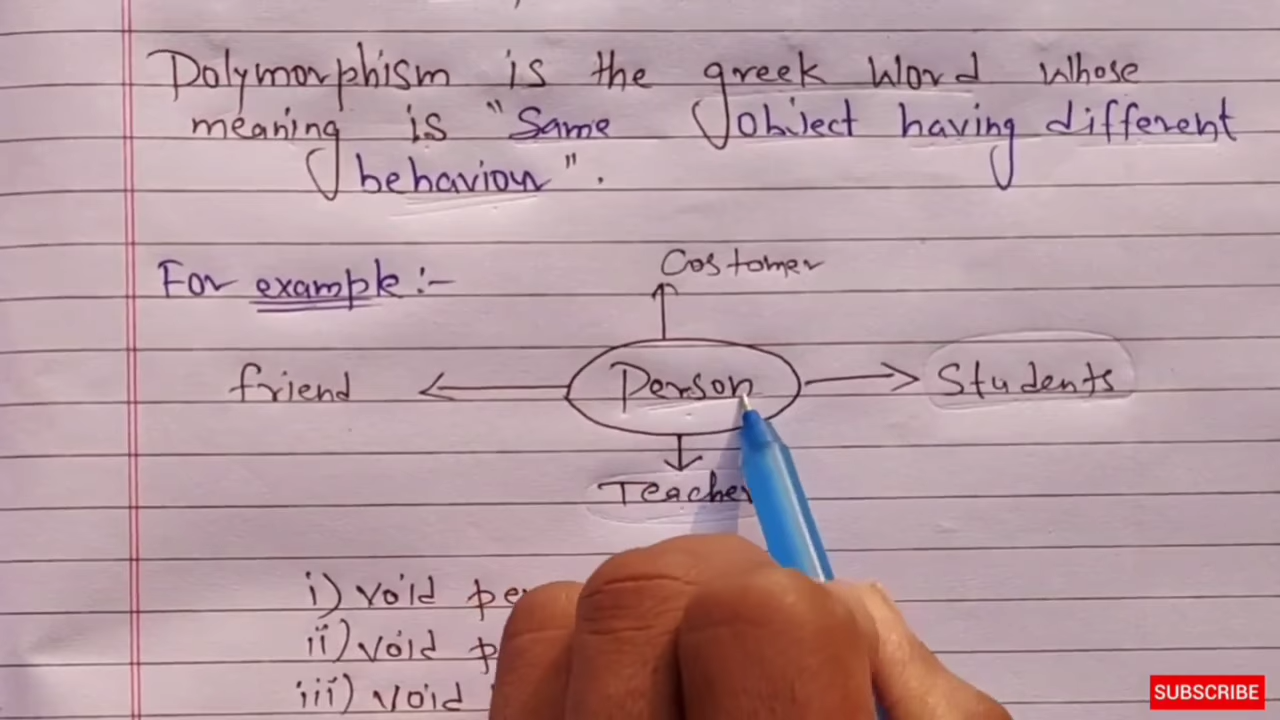 Polymorphism is the greek word whose
meaning is "Same object having different
behaviour".
For example :-
Costomer
friend
Person
Students
Teacher
i) void
ii) void
iii) void
SUBSCRIBE